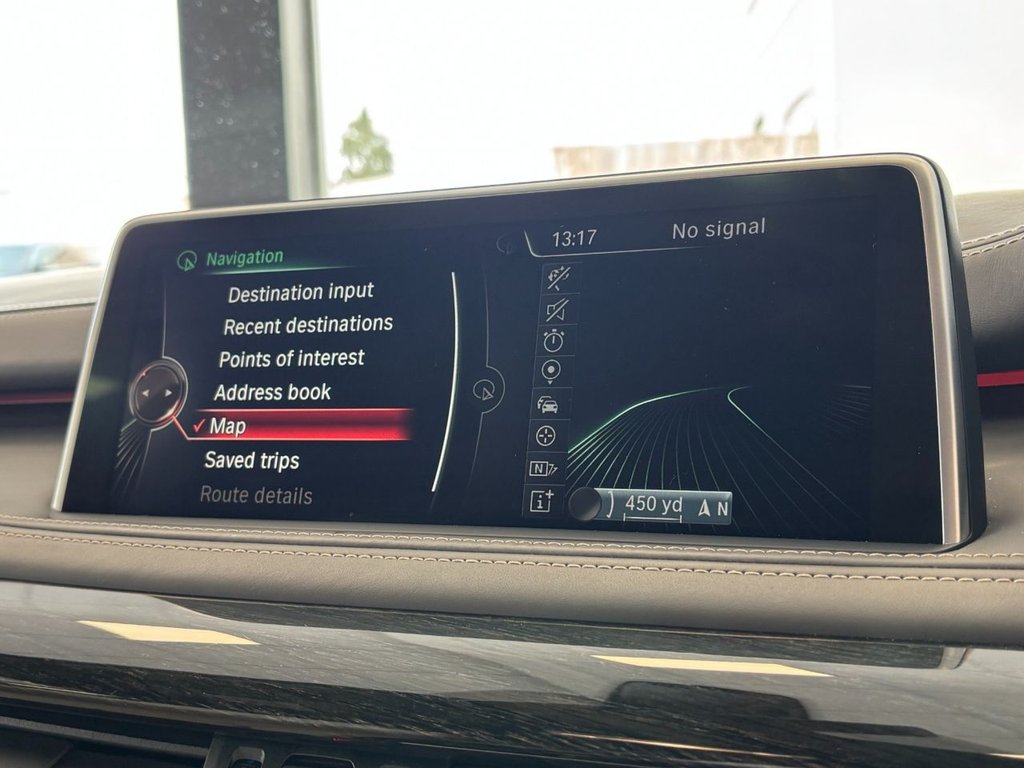 Navigation
Destination input
Recent destinations
Points of interest
Address book
Map
Saved trips
Route details
13:17
No signal
N
i+
450 yd
N